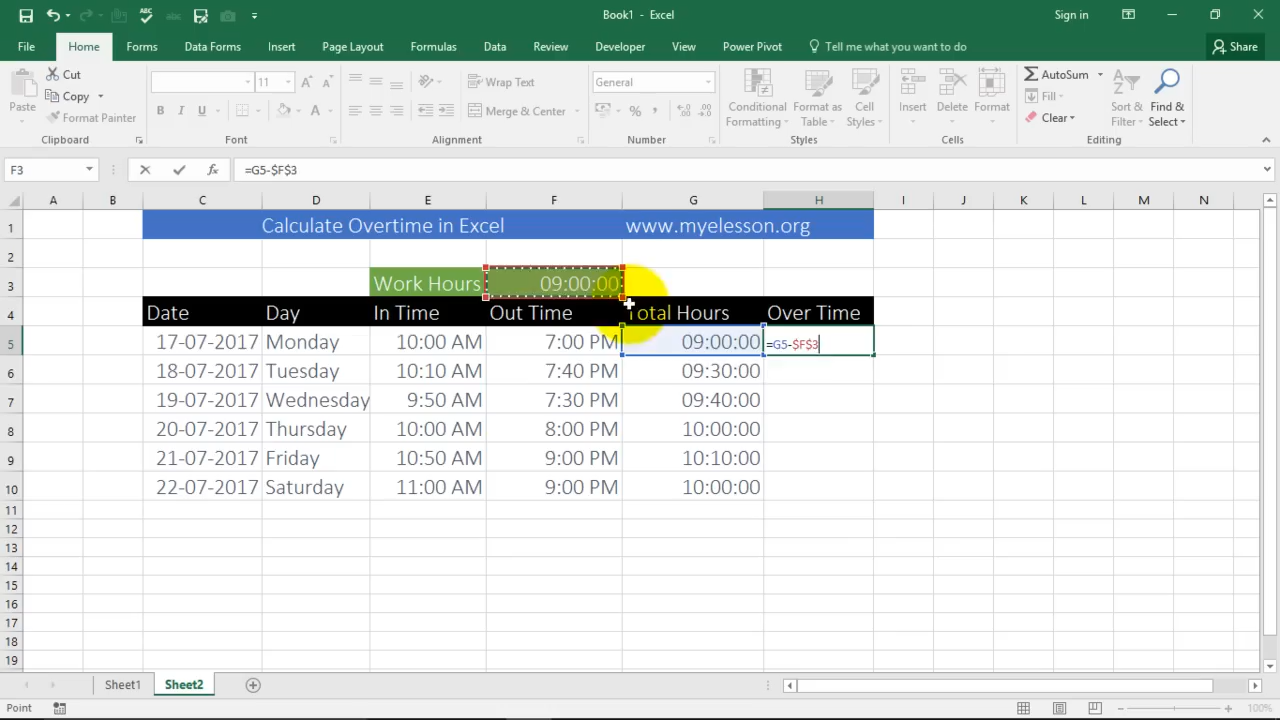 Book1 - Excel
Sign in
File Home Forms Data Forms Insert Page Layout Formulas Data Review Developer View Power Pivot Tell me what you want to do Share
Paste
Cut
Copy
Format Painter
Clipboard
11
B I U
Font
Wrap Text
Merge & Center
Alignment
General
Number
Conditional Formatting
Format as Table
Cell Styles
Styles
Insert
Delete
Format
Cells
AutoSum
Fill
Clear
Sort & Filter
Find & Select
Editing
F3 fx =G5-$F$3
A B C D E F G H I J K L M N
1 Calculate Overtime in Excel www.myelesson.org
2
3 Work Hours 09:00:00
4 Date Day In Time Out Time Total Hours Over Time
5 17-07-2017 Monday 10:00 AM 7:00 PM 09:00:00 =G5-$F$3
6 18-07-2017 Tuesday 10:10 AM 7:40 PM 09:30:00
7 19-07-2017 Wednesday 9:50 AM 7:30 PM 09:40:00
8 20-07-2017 Thursday 10:00 AM 8:00 PM 10:00:00
9 21-07-2017 Friday 10:50 AM 9:00 PM 10:10:00
10 22-07-2017 Saturday 11:00 AM 9:00 PM 10:00:00
11
12
13
14
15
16
17
18
19
Sheet1 Sheet2
Point 100%